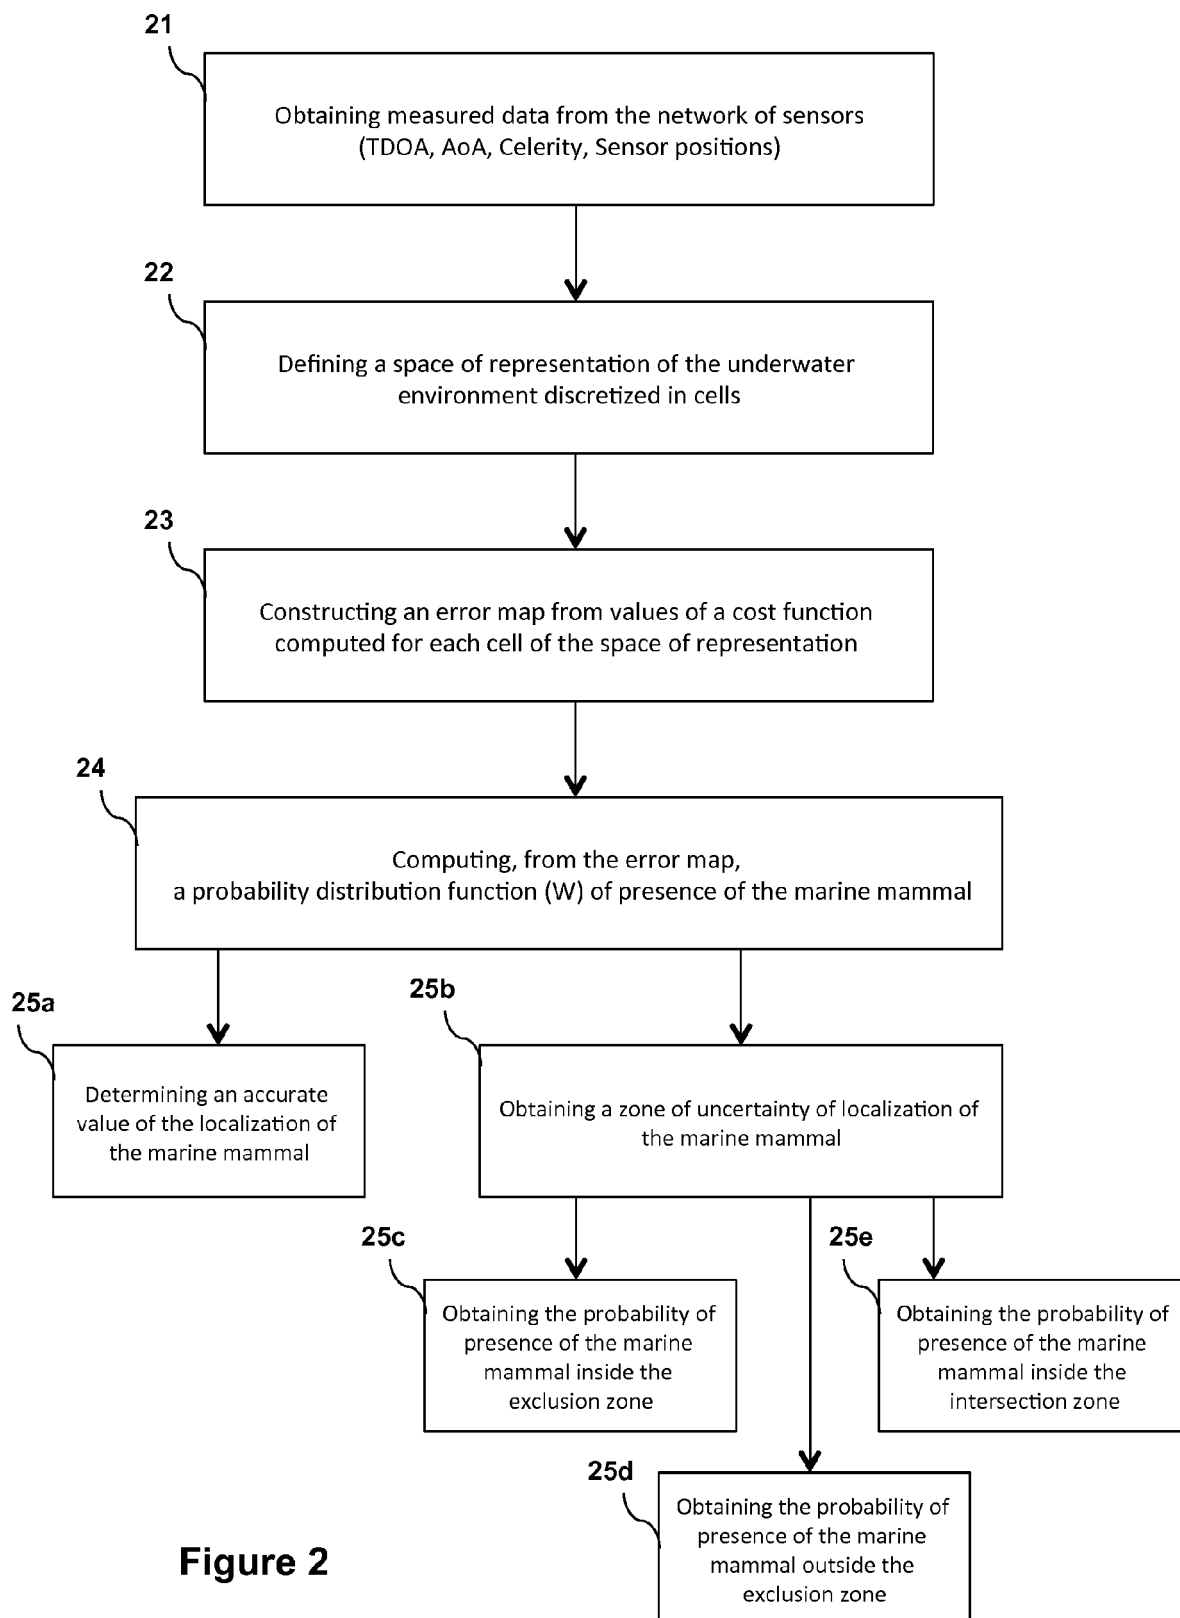 21
Obtaining measured data from the network of sensors
(TDOA, AoA, Celerity, Sensor positions)
22
Defining a space of representation of the underwater
environment discretized in cells
23
Constructing an error map from values of a cost function
computed for each cell of the space of representation
24
Computing, from the error map,
a probability distribution function (W) of presence of the marine mammal
25a
Determining an accurate
value of the localization of
the marine mammal
25b
Obtaining a zone of uncertainty of localization of
the marine mammal
25c
Obtaining the probability of
presence of the marine
mammal inside the
exclusion zone
25e
Obtaining the probability of
presence of the marine
mammal inside the
intersection zone
25d
Obtaining the probability of
presence of the marine
mammal outside the
exclusion zone
Figure 2